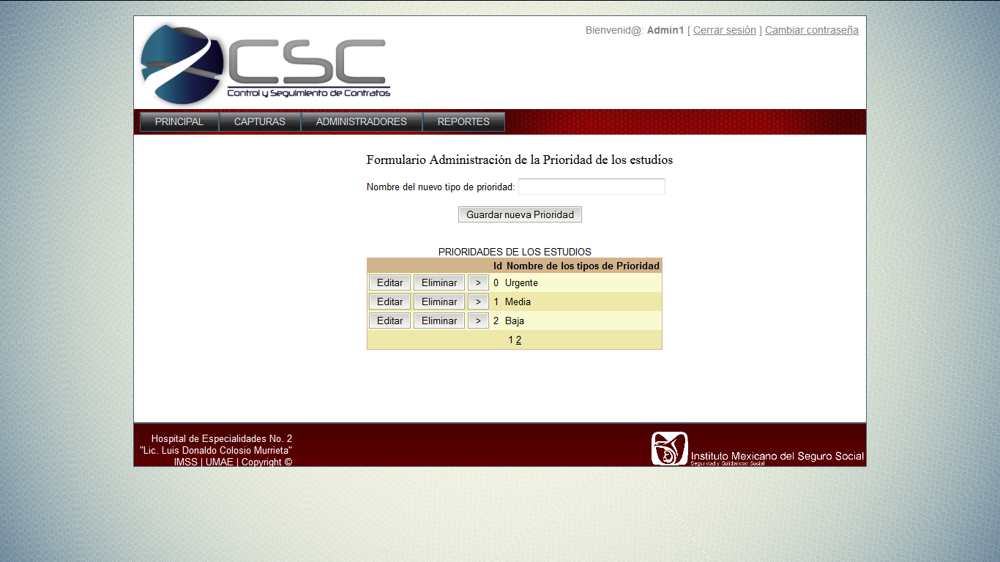 CSC
Control y Seguimiento de Contratos
Bienvenid@: Admin1 [ Cerrar sesión ] Cambiar contraseña
PRINCIPAL CAPTURAS ADMINISTRADORES REPORTES
Formulario Administración de la Prioridad de los estudios
Nombre del nuevo tipo de prioridad:
Guardar nueva Prioridad
PRIORIDADES DE LOS ESTUDIOS
Id Nombre de los tipos de Prioridad
Editar Eliminar > 0 Urgente
Editar Eliminar > 1 Media
Editar Eliminar > 2 Baja
1 2
Hospital de Especialidades No. 2
"Lic. Luis Donaldo Colosio Murrieta"
IMSS | UMAE | Copyright ©
Instituto Mexicano del Seguro Social
Seguridad y Solidaridad Social